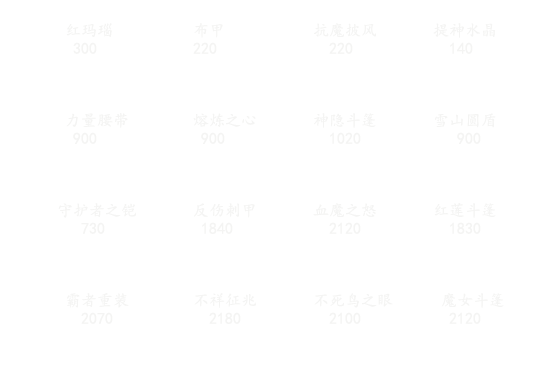 红玛瑙 布甲 抗魔披风 提神水晶
300 220 220 140
力量腰带 熔炼之心 神隐斗篷 雪山圆盾
900 900 1020 900
守护者之铠 反伤刺甲 血魔之怒 红莲斗篷
730 1840 2120 1830
霸者重装 不祥征兆 不死鸟之眼 魔女斗篷
2070 2180 2100 2120